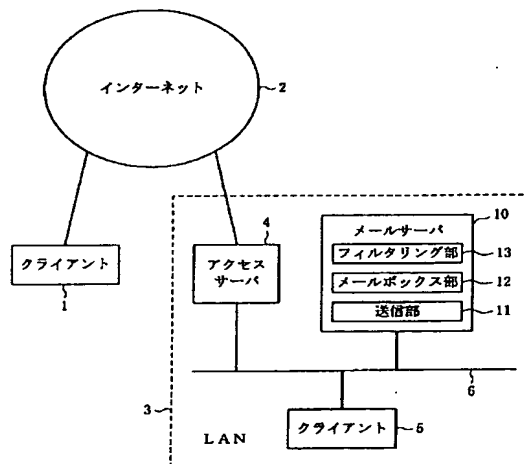 インターネット
2
クライアント
1
4
アクセス
サーバ
10
メールサーバ
フィルタリング部
13
メールボックス部
12
送信部
11
6
3
LAN
クライアント
5